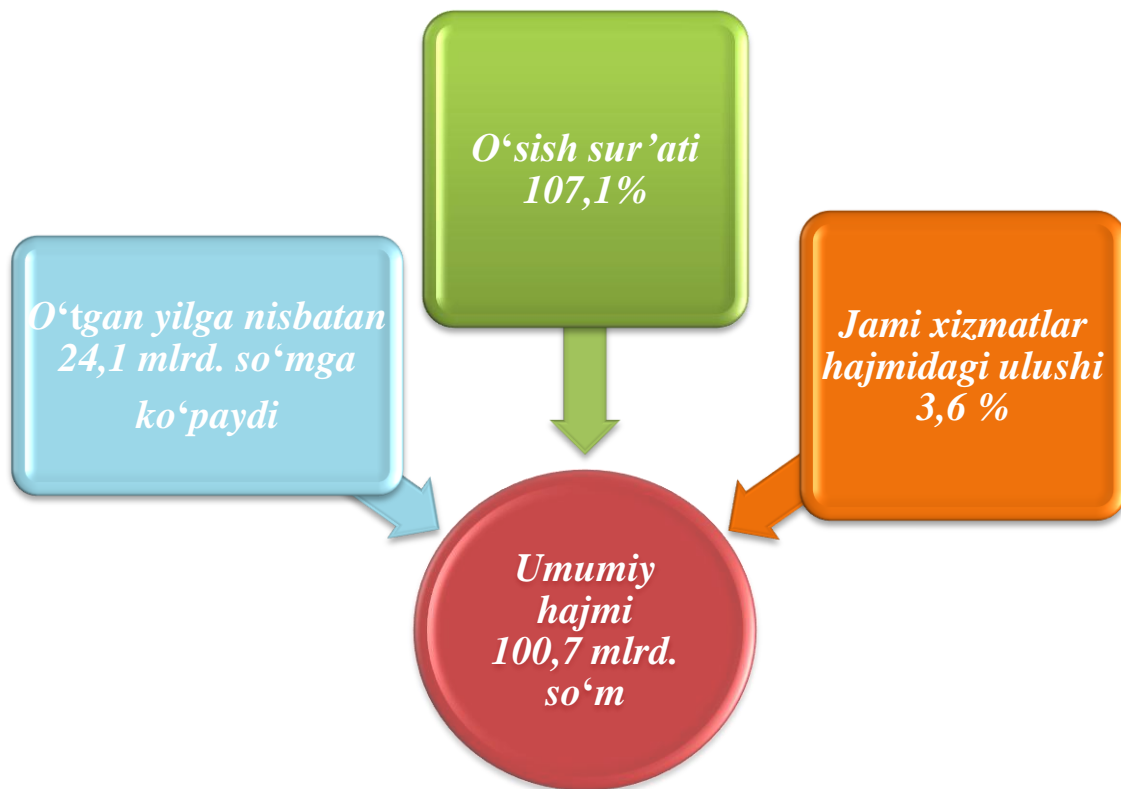 O‘sish sur’ati
107,1%
O‘tgan yilga nisbatan
24,1 mlrd. so‘mga
ko‘paydi
Jami xizmatlar
hajmidagi ulushi
3,6 %
Umumiy
hajmi
100,7 mlrd.
so‘m